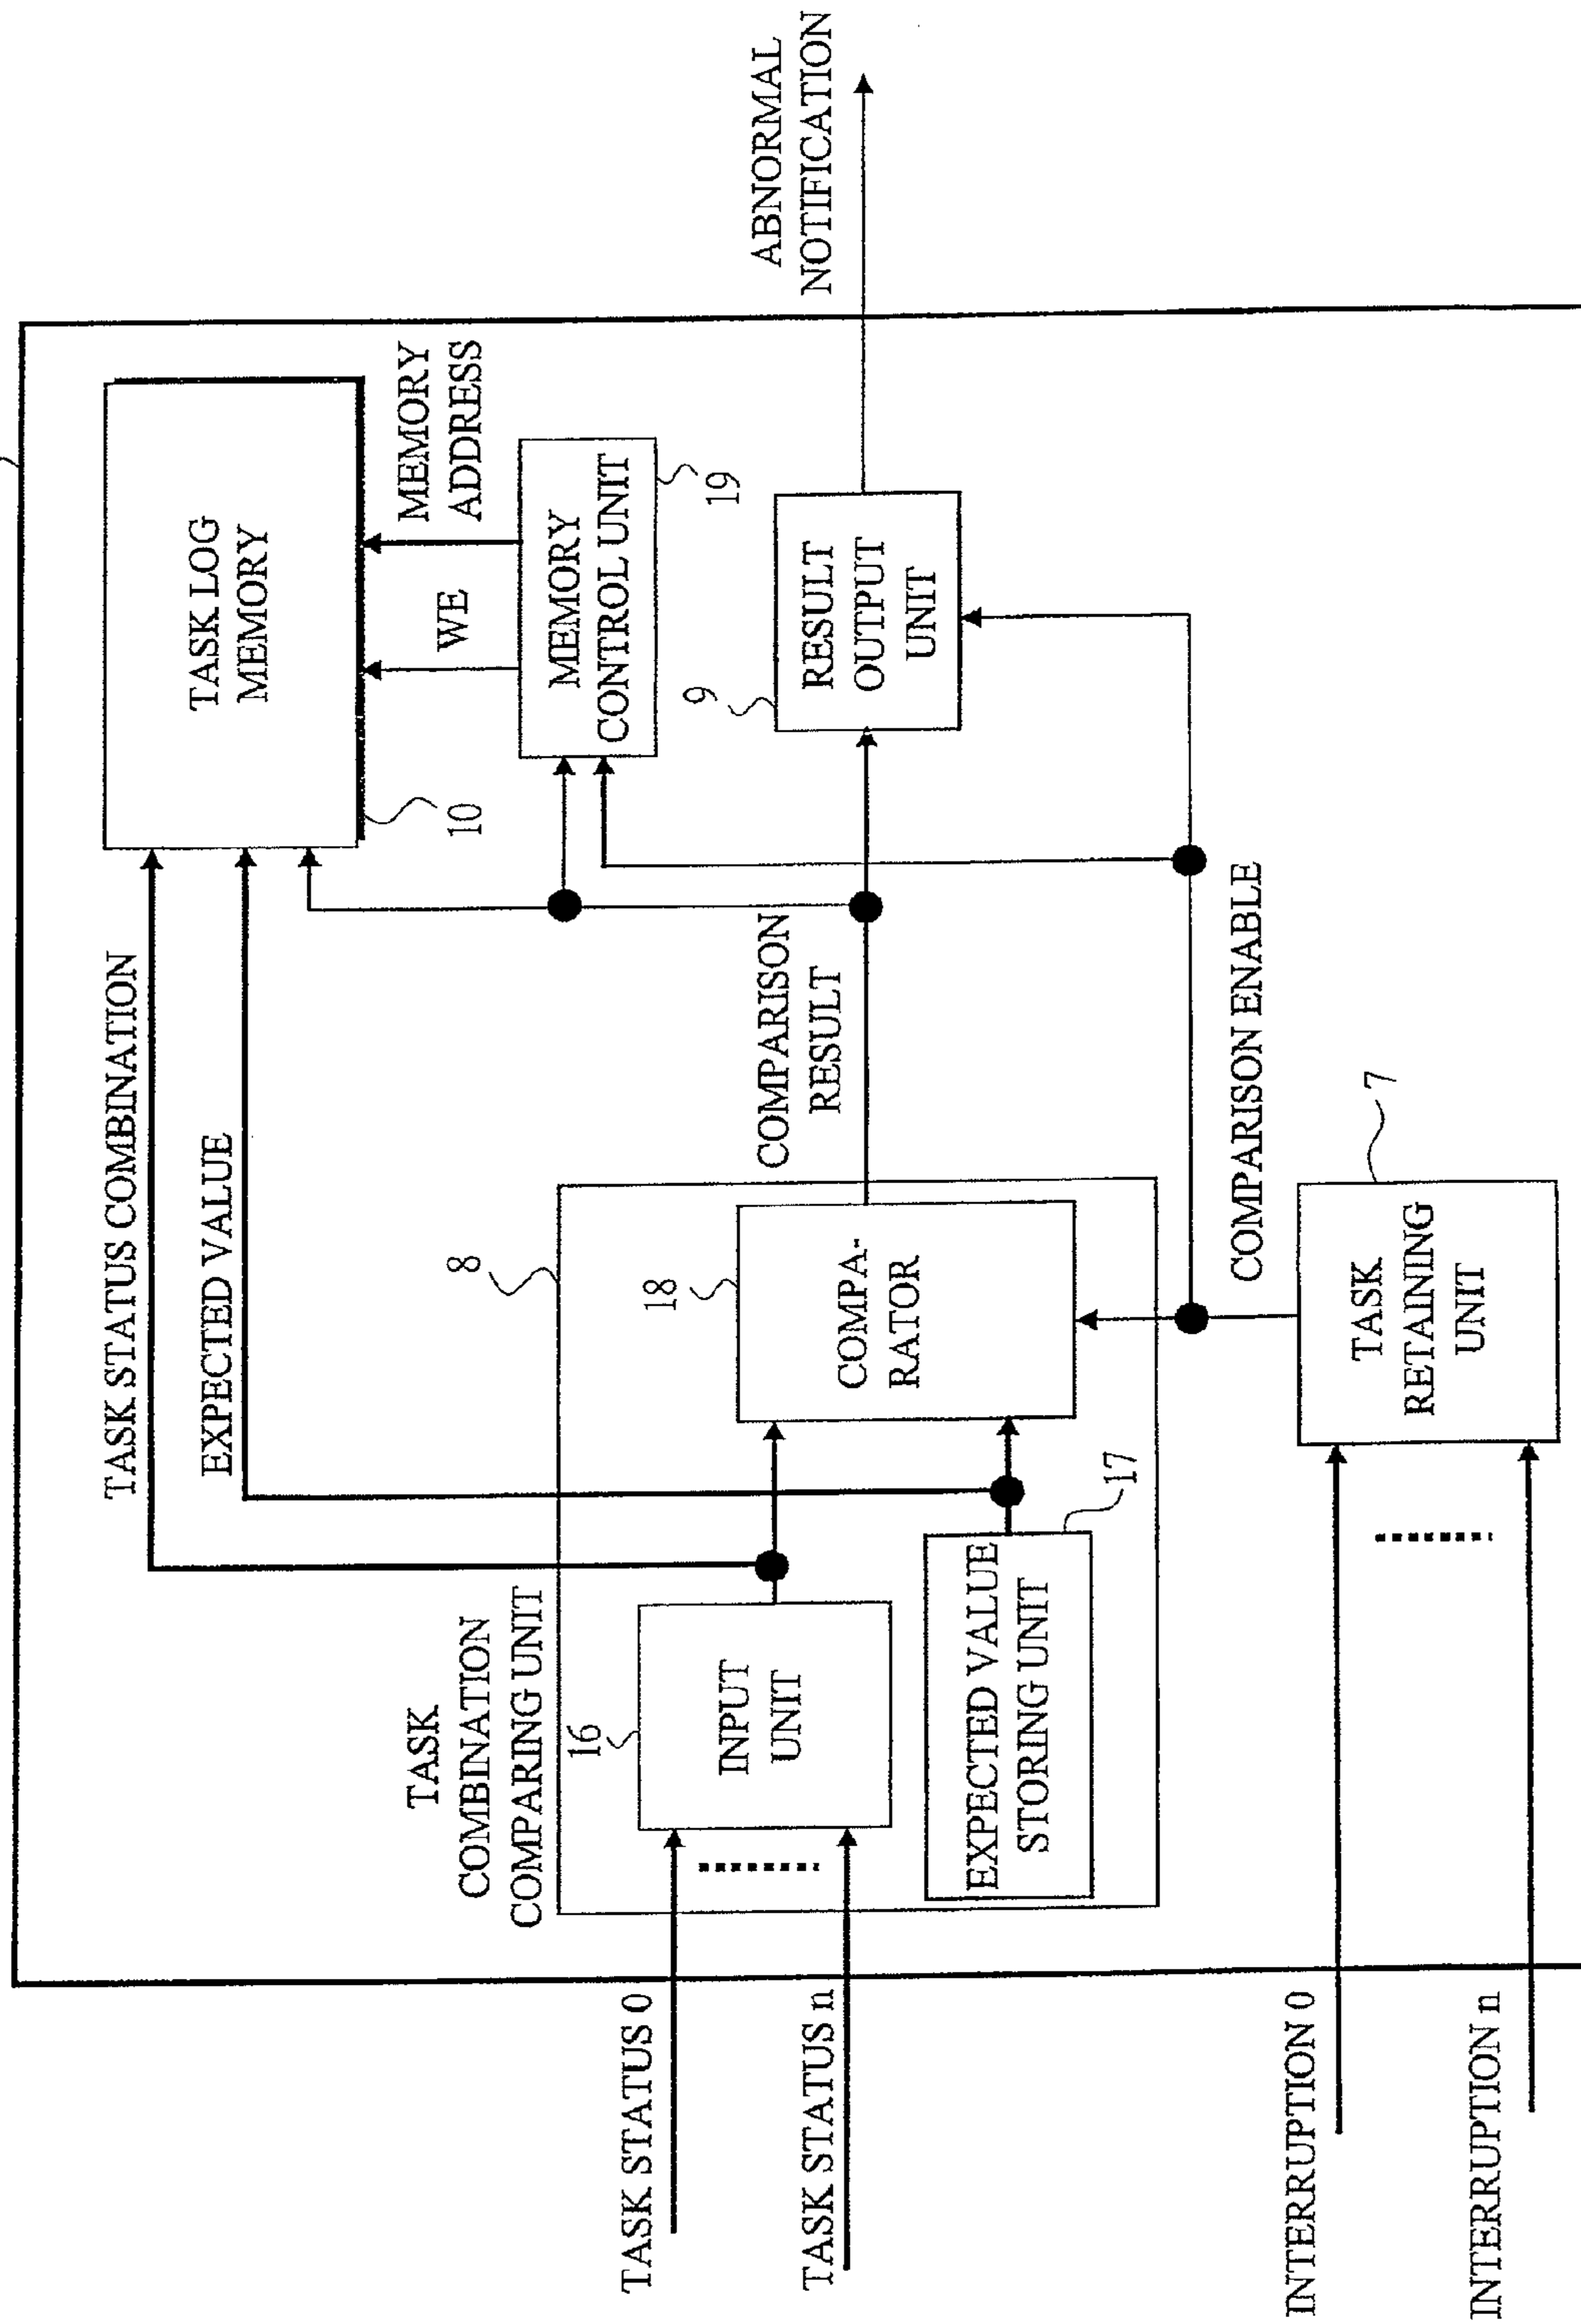 TASK LOG
MEMORY
10
MEMORY
ADDRESS
WE
MEMORY
CONTROL UNIT
19
TASK STATUS COMBINATION
EXPECTED VALUE
ABNORMAL
NOTIFICATION
RESULT
OUTPUT
UNIT
9
COMPARISON
RESULT
TASK
COMBINATION
COMPARING UNIT
8
INPUT
UNIT
16
COMPA-
RATOR
18
EXPECTED VALUE
STORING UNIT
17
COMPARISON ENABLE
TASK
RETAINING
UNIT
7
TASK STATUS 0
TASK STATUS n
INTERRUPTION 0
INTERRUPTION n